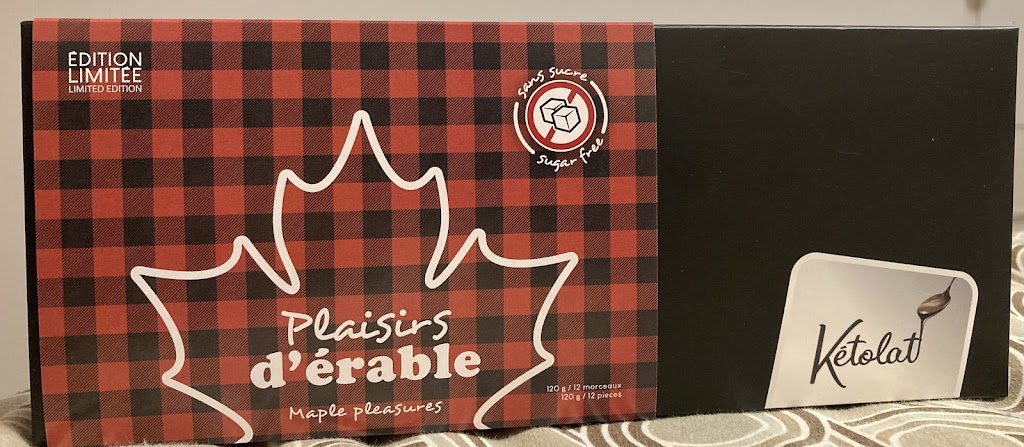 ÉDITION
LIMITÉE
LIMITED EDITION
sans sucre
sugar free
Plaisirs
d'érable
Maple pleasures
120 g / 12 morceaux
120 g / 12 pieces
Kétolat